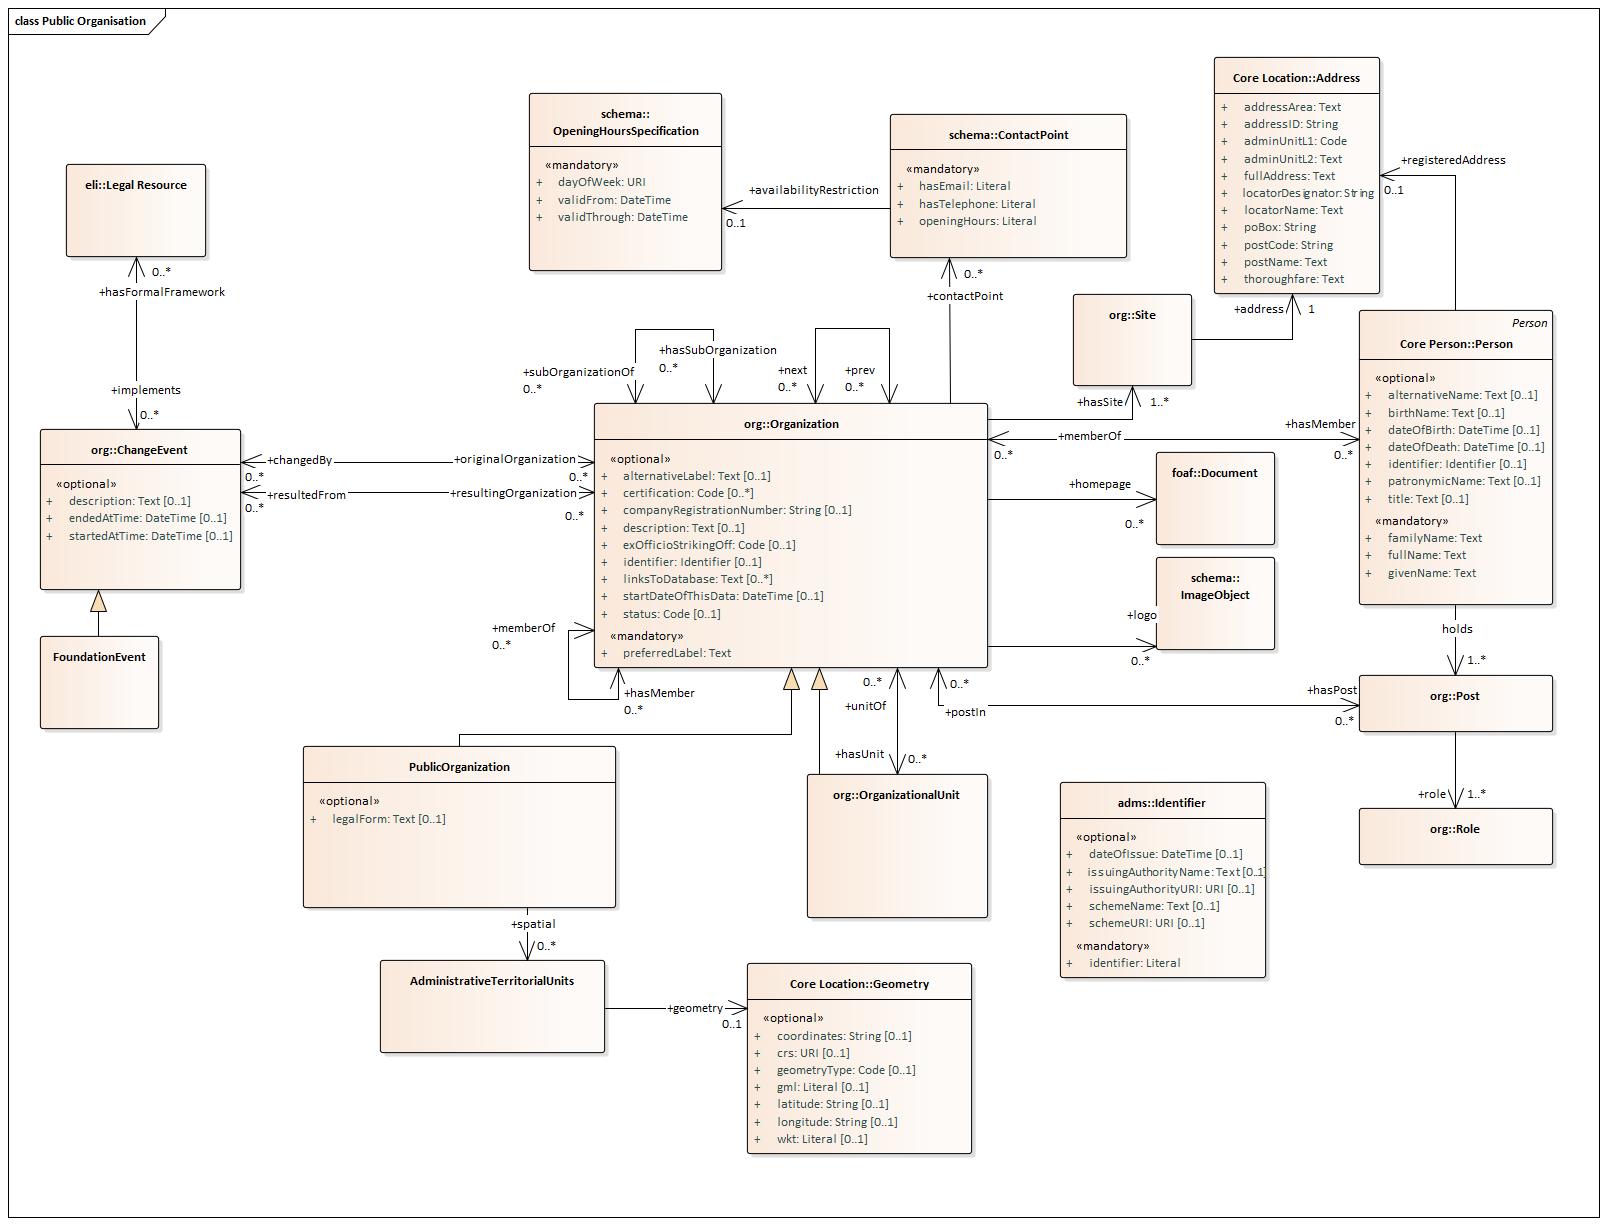 class Public Organisation
Core Location::Address
+ addressArea: Text
+ addressID: String
+ adminUnitL1: Code
+ adminUnitL2: Text
+ fullAddress: Text
+ locatorDesignator: String
+ locatorName: Text
+ poBox: String
+ postCode: String
+ postName: Text
+ thoroughfare: Text
schema::
OpeningHoursSpecification
«mandatory»
+ dayOfWeek: URI
+ validFrom: DateTime
+ validThrough: DateTime
schema::ContactPoint
«mandatory»
+ hasEmail: Literal
+ hasTelephone: Literal
+ openingHours: Literal
+availabilityRestriction
0..1
+registeredAddress
0..1
eli::Legal Resource
0..*
+hasFormalFramework
+implements
0..*
0..*
+contactPoint
org::Site
+address
1
Person
Core Person::Person
«optional»
+ alternativeName: Text [0..1]
+ birthName: Text [0..1]
+ dateOfBirth: DateTime [0..1]
+ dateOfDeath: DateTime [0..1]
+ identifier: Identifier [0..1]
+ patronymicName: Text [0..1]
+ title: Text [0..1]
«mandatory»
+ familyName: Text
+ fullName: Text
+ givenName: Text
+subOrganizationOf
0..*
+hasSubOrganization
0..*
+next
0..*
+prev
0..*
+hasSite
1..*
+hasMember
0..*
+memberOf
0..*
org::ChangeEvent
«optional»
+ description: Text [0..1]
+ endedAtTime: DateTime [0..1]
+ startedAtTime: DateTime [0..1]
+changedBy
0..*
+originalOrganization
0..*
+resultedFrom
0..*
+resultingOrganization
0..*
org::Organization
«optional»
+ alternativeLabel: Text [0..1]
+ certification: Code [0..*]
+ companyRegistrationNumber: String [0..1]
+ description: Text [0..1]
+ exOfficioStrikingOff: Code [0..1]
+ identifier: Identifier [0..1]
+ linksToDatabase: Text [0..*]
+ startDateOfThisData: DateTime [0..1]
+ status: Code [0..1]
«mandatory»
+ preferredLabel: Text
foaf::Document
+homepage
0..*
schema::
ImageObject
+logo
0..*
FoundationEvent
+memberOf
0..*
+hasMember
0..*
holds
1..*
0..*
+unitOf
+hasUnit
0..*
0..*
+postIn
+hasPost
0..*
org::Post
+role
1..*
org::Role
PublicOrganization
«optional»
+ legalForm: Text [0..1]
org::OrganizationalUnit
adms::Identifier
«optional»
+ dateOfIssue: DateTime [0..1]
+ issuingAuthorityName: Text [0..1]
+ issuingAuthorityURI: URI [0..1]
+ schemeName: Text [0..1]
+ schemeURI: URI [0..1]
«mandatory»
+ identifier: Literal
+spatial
0..*
AdministrativeTerritorialUnits
+geometry
0..1
Core Location::Geometry
«optional»
+ coordinates: String [0..1]
+ crs: URI [0..1]
+ geometryType: Code [0..1]
+ gml: Literal [0..1]
+ latitude: String [0..1]
+ longitude: String [0..1]
+ wkt: Literal [0..1]